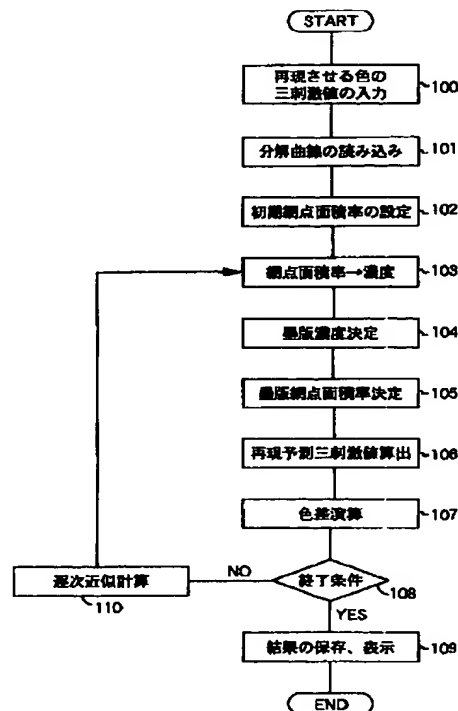 START
再現させる色の
三刺激値の入力
100
分解曲線の読み込み
101
初期網点面積率の設定
102
網点面積率→濃度
103
墨版濃度決定
104
墨版網点面積率決定
105
再現予測三刺激値算出
106
色差演算
107
終了条件
108
NO
逐次近似計算
110
YES
結果の保存、表示
109
END